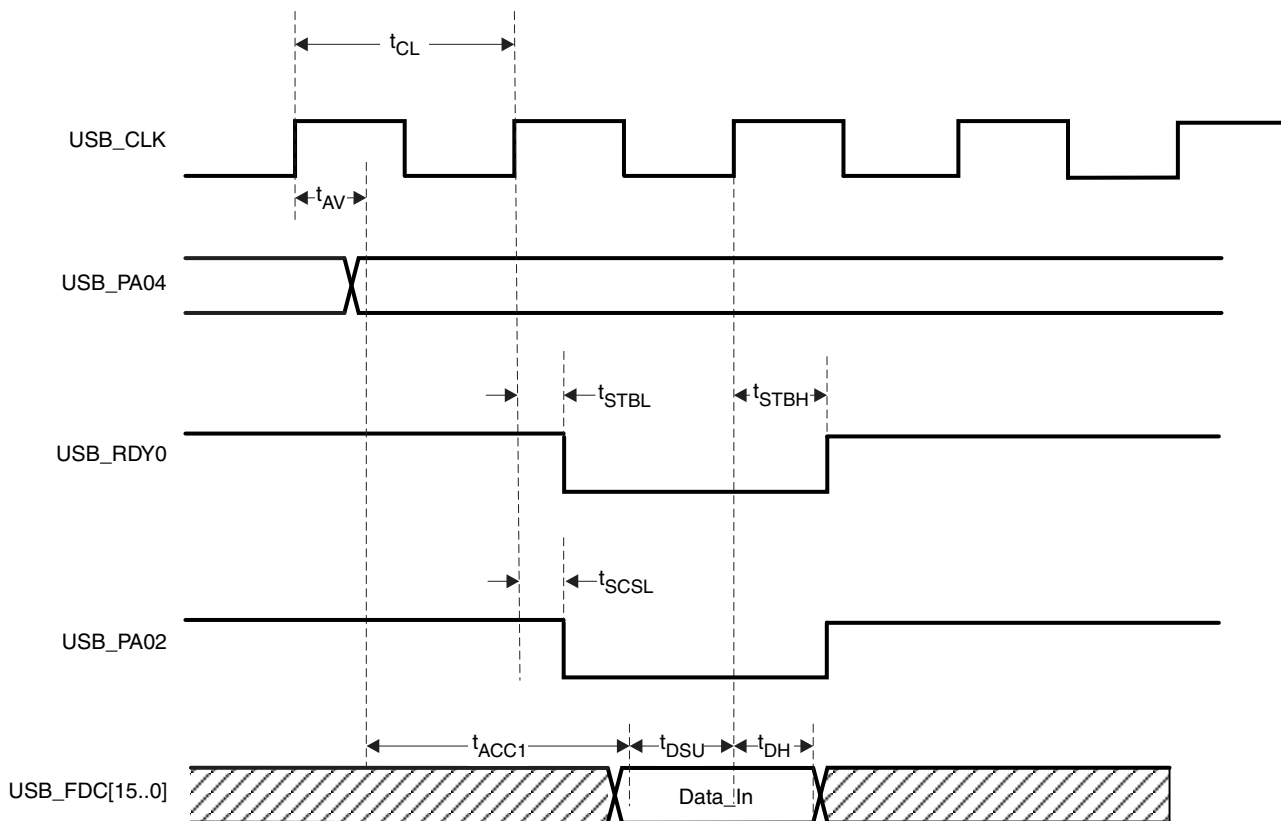 tCL
USB_CLK
tAV
USB_PA04
tSTBL
tSTBH
USB_RDY0
tSCSL
USB_PA02
tACC1
tDSU
tDH
USB_FDC[15..0]
Data_In